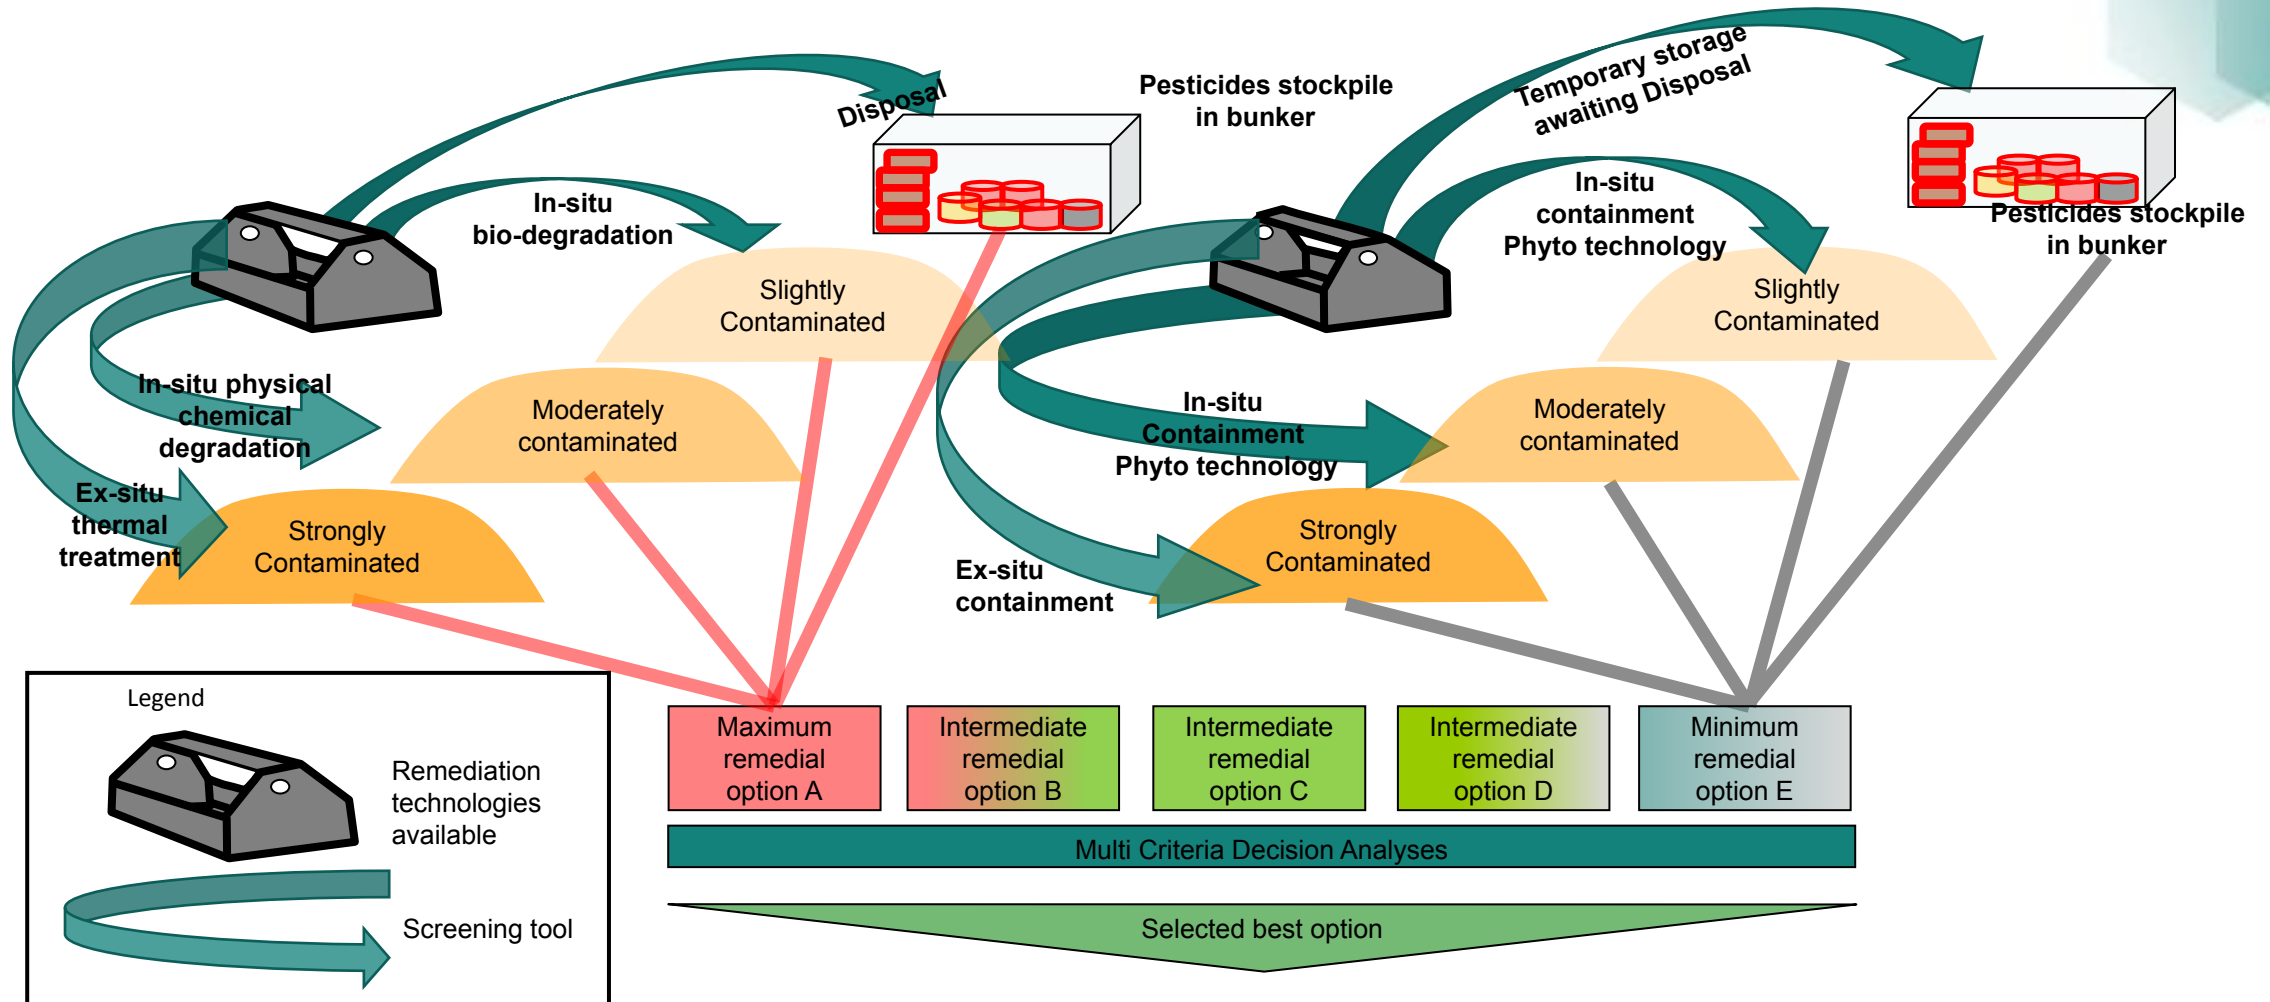 Disposal
Pesticides stockpile
in bunker
Temporary storage
awaiting Disposal
In-situ
bio-degradation
In-situ
containment
Phyto technology
Pesticides stockpile
in bunker
Slightly
Contaminated
Slightly
Contaminated
In-situ physical
chemical
degradation
Moderately
contaminated
In-situ
Containment
Phyto technology
Moderately
contaminated
Ex-situ
thermal
treatment
Strongly
Contaminated
Ex-situ
containment
Strongly
Contaminated
Legend
Remediation
technologies
available
Screening tool
Maximum
remedial
option A
Intermediate
remedial
option B
Intermediate
remedial
option C
Intermediate
remedial
option D
Minimum
remedial
option E
Multi Criteria Decision Analyses
Selected best option